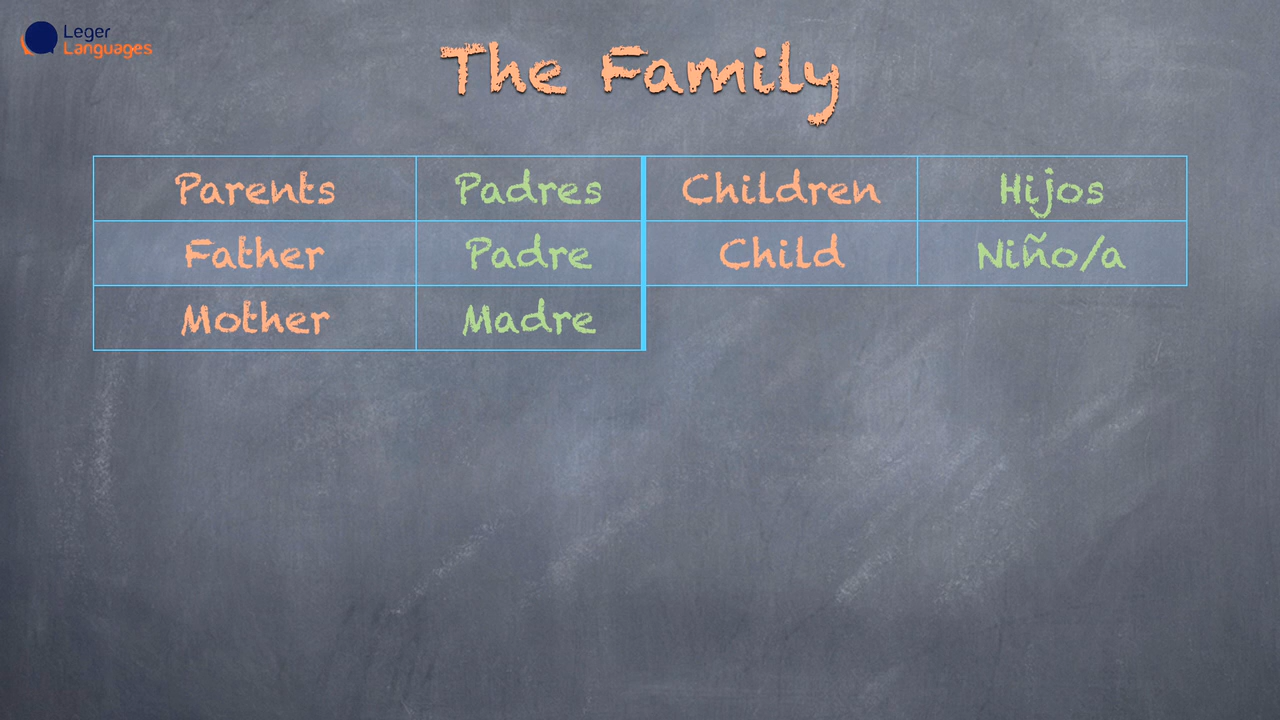 Leger
Languages
The Family
Parents Padres Children Hijos
Father Padre Child Niño/a
Mother Madre